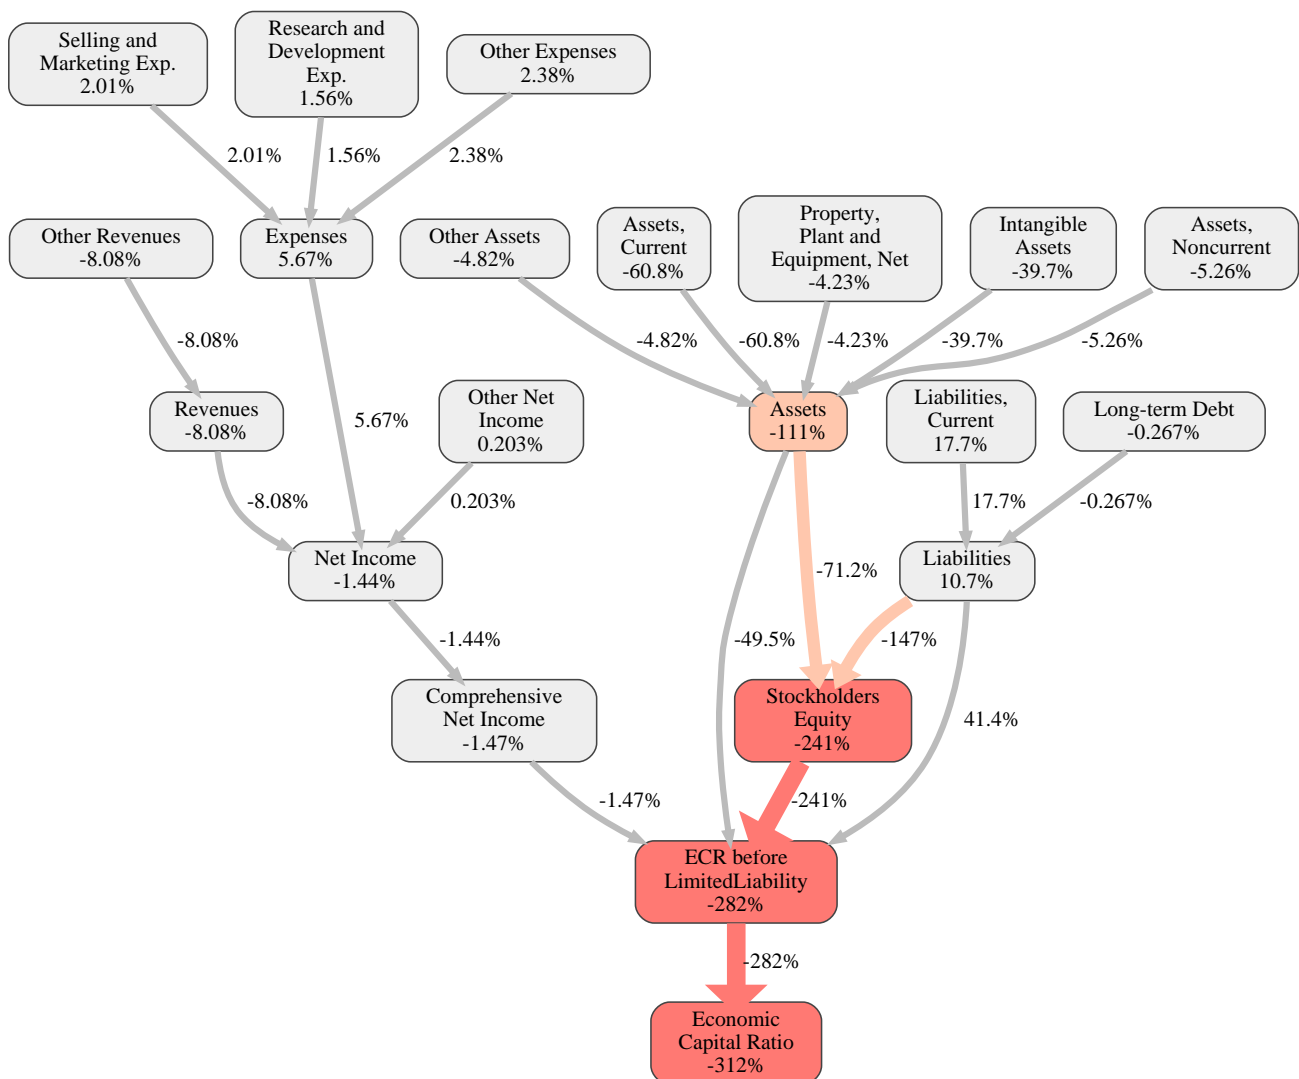 Selling and
Marketing Exp.
2.01%
Research and
Development
Exp.
1.56%
Other Expenses
2.38%
2.01%
1.56%
2.38%
Other Revenues
-8.08%
Expenses
5.67%
Other Assets
-4.82%
Assets,
Current
-60.8%
Property,
Plant and
Equipment, Net
-4.23%
Intangible
Assets
-39.7%
Assets,
Noncurrent
-5.26%
-8.08%
-4.82%
-60.8%
-4.23%
-39.7%
-5.26%
Revenues
-8.08%
5.67%
Other Net
Income
0.203%
Assets
-111%
Liabilities,
Current
17.7%
Long-term Debt
-0.267%
-8.08%
0.203%
17.7%
-0.267%
Net Income
-1.44%
-71.2%
Liabilities
10.7%
-1.44%
-49.5%
-147%
Comprehensive
Net Income
-1.47%
Stockholders
Equity
-241%
41.4%
-1.47%
-241%
ECR before
LimitedLiability
-282%
-282%
Economic
Capital Ratio
-312%